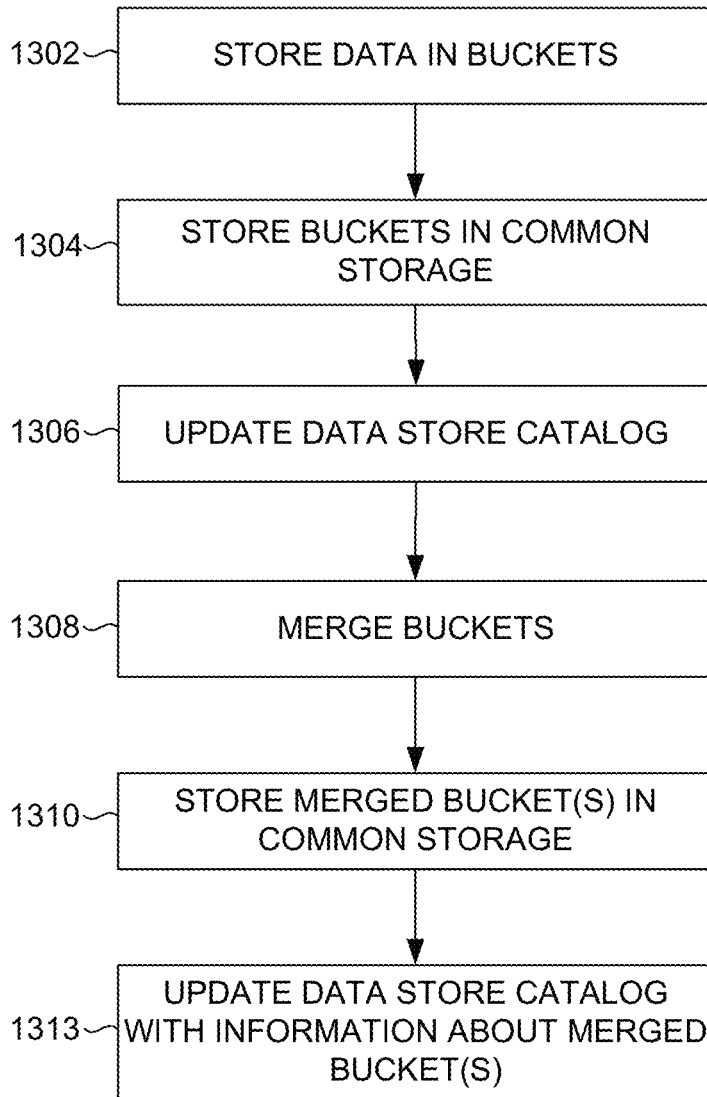 1302
STORE DATA IN BUCKETS
1304
STORE BUCKETS IN COMMON
STORAGE
1306
UPDATE DATA STORE CATALOG
1308
MERGE BUCKETS
1310
STORE MERGED BUCKET(S) IN
COMMON STORAGE
1313
UPDATE DATA STORE CATALOG
WITH INFORMATION ABOUT MERGED
BUCKET(S)